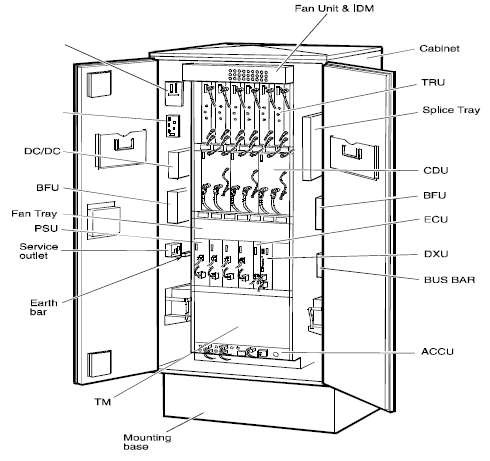 Fan Unit & IDM
Cabinet
TRU
Splice Tray
DC/DC
CDU
BFU
BFU
Fan Tray
ECU
PSU
Service
outlet
DXU
BUS BAR
Earth
bar
ACCU
TM
Mounting
base